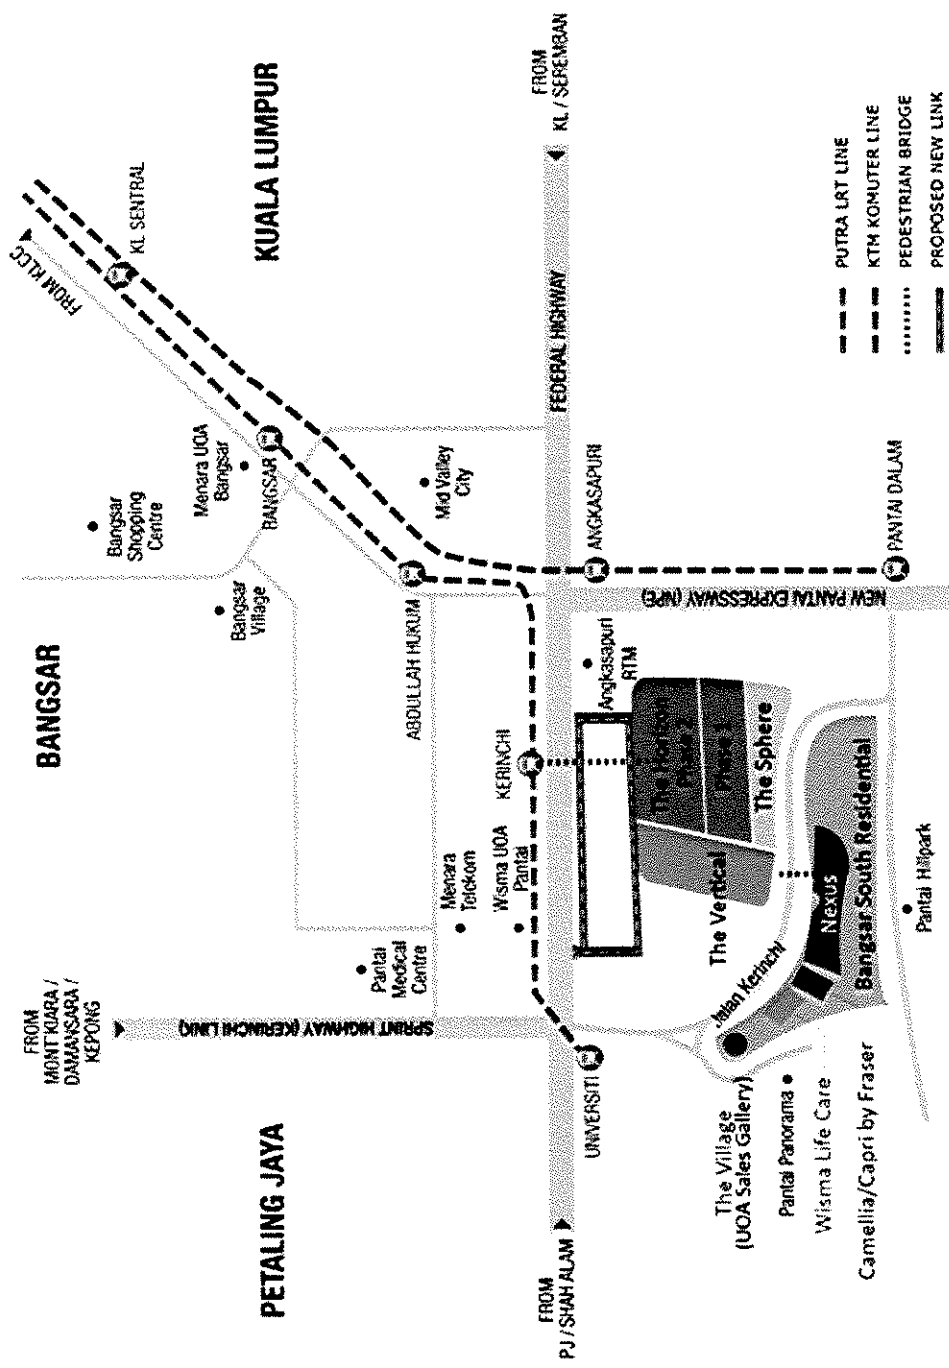 FROM
MONT'KIARA /
DAMANSARA /
KEPONG
BANGSAR
PETALING JAYA
KUALA LUMPUR
FROM KLCC
KL SENTRAL
Bangsar
Shopping
Centre
Menara UOA
Bangsar
BANGSAR
Bangsar
Village
Mid Valley
City
ABDULLAH HUKUM
SPRINT HIGHWAY (KERINCHI LINK)
Pantai
Medical
Centre
Menara
Telekom
Wisma UOA
Pantai
KERINCHI
UNIVERSITI
FROM
PJ / SHAH ALAM
FEDERAL HIGHWAY
FROM
KL / SEREMBAN
ANGKASAPURI
Angkasapuri
RTM
NEW PANTAI EXPRESSWAY (NPE)
PANTAI DALAM
The Horizon
Phase 2
Phase 1
The Sphere
The Vertical
Jalan Kerinchi
Nexus
Bangsar South Residential
Pantai Hillpark
The Village
(UOA Sales Gallery)
Pantai Panorama
Wisma Life Care
Camellia/Capri by Fraser
PUTRA LRT LINE
KTM KOMUTER LINE
PEDESTRIAN BRIDGE
PROPOSED NEW LINK